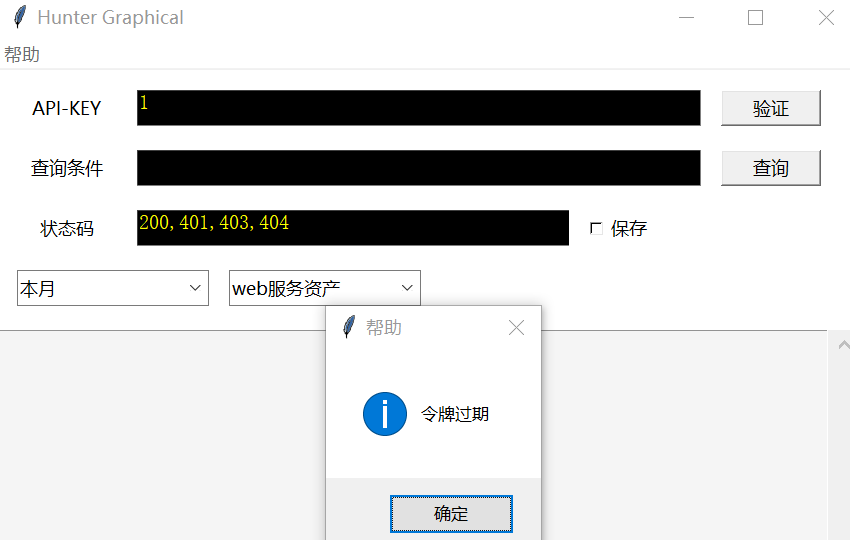 Hunter Graphical
帮助
API-KEY 1 验证
查询条件 查询
状态码 200,401,403,404 保存
本月 web服务资产
帮助
令牌过期
确定